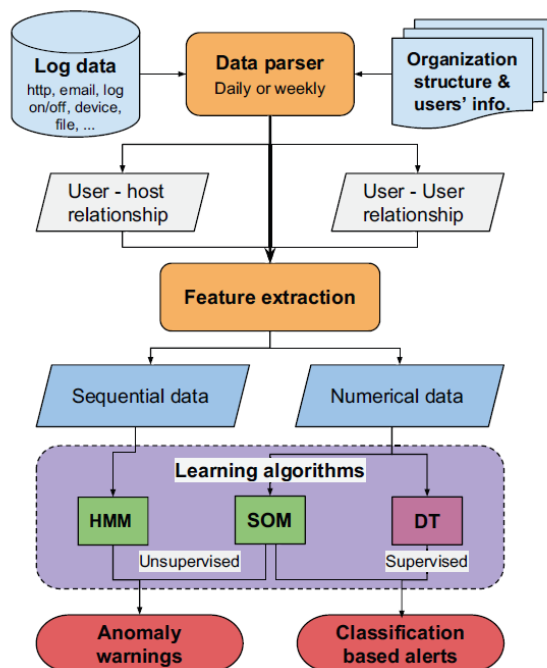 Log data
http, email, log
on/off, device,
file, ...
Data parser
Daily or weekly
Organization
structure &
users' info.
User - host
relationship
User - User
relationship
Feature extraction
Sequential data
Numerical data
Learning algorithms
HMM
SOM
DT
Unsupervised
Supervised
Anomaly
warnings
Classification
based alerts